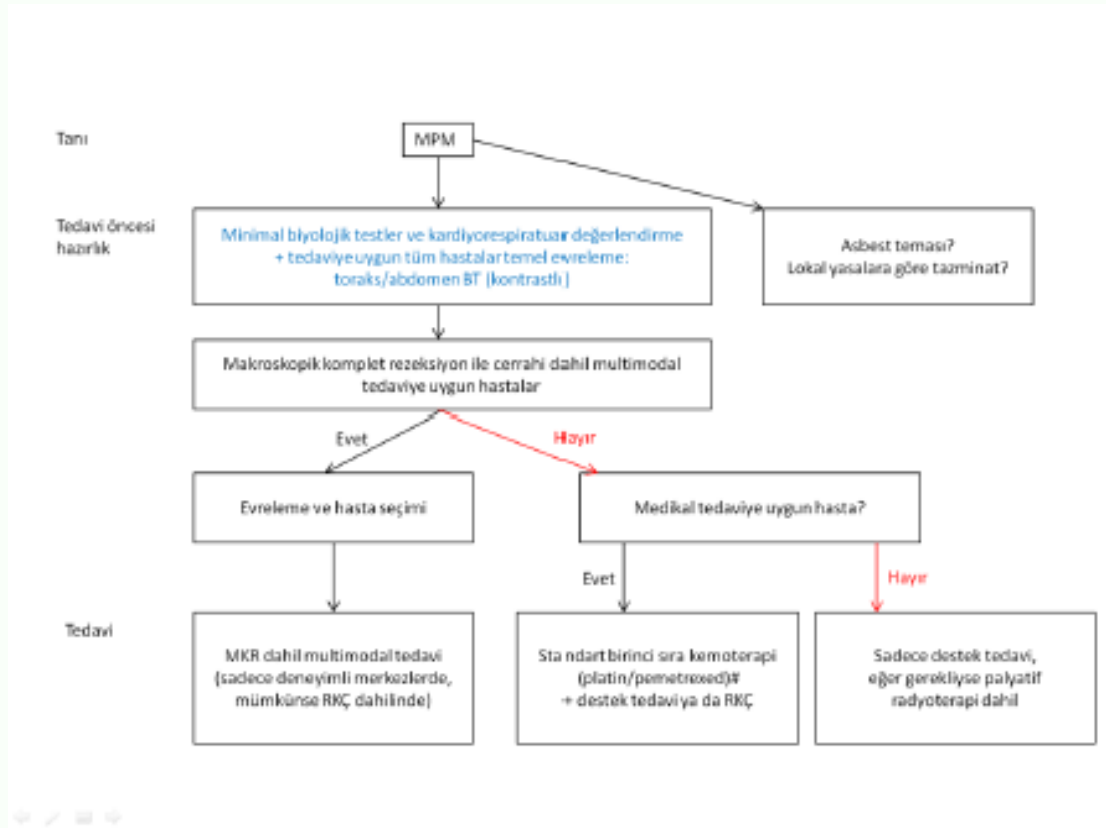 Tanı
MPM
Tedavi öncesi
hazırlık
Minimal biyolojik testler ve kardiyorespiratuar değerlendirme
+ tedaviye uygun tüm hastalar temel evreleme:
toraks/abdomen BT (kontrastlı)
Asbest teması?
Lokal yasalara göre tazminat?
Makroskopik komplet rezeksiyon ile cerrahi dahil multimodal
tedaviye uygun hastalar
Evet
Hayır
Evreleme ve hasta seçimi
Medikal tedaviye uygun hasta?
Evet
Hayır
Tedavi
MKR dahil multimodal tedavi
(sadece deneyimli merkezlerde,
mümkünse RKÇ dahilinde)
Standart birinci sıra kemoterapi
(platin/pemetrexed)#
+ destek tedavi ya da RKÇ
Sadece destek tedavi,
eğer gerekliyse palyatif
radyoterapi dahil